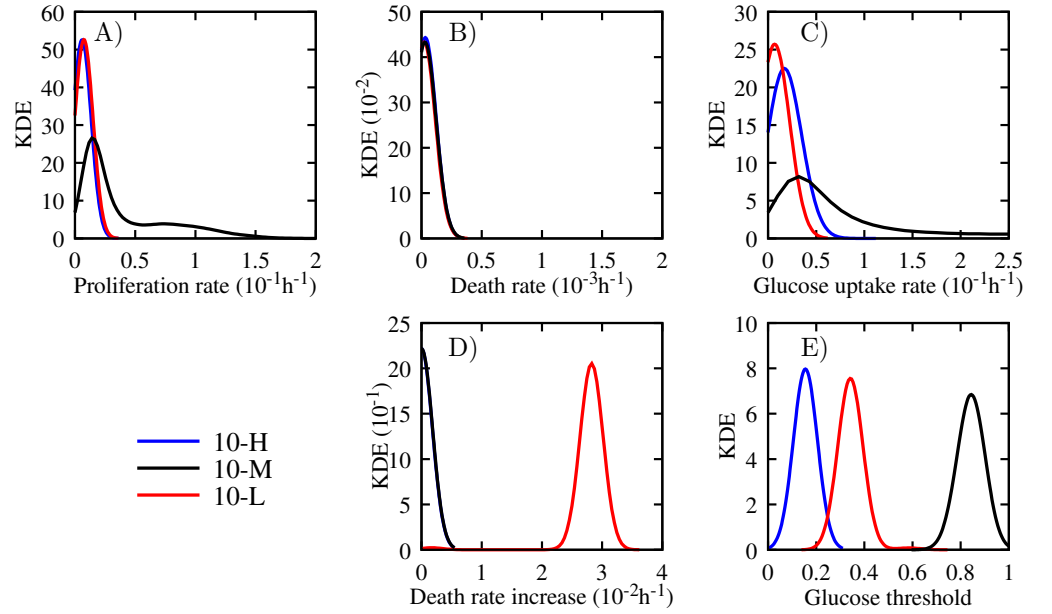 A)
KDE
60
50
40
30
20
10
0
0 0.5 1 1.5 2
Proliferation rate (10⁻¹h⁻¹)
B)
KDE (10⁻²)
50
40
30
20
10
0
0 0.5 1 1.5 2
Death rate (10⁻³h⁻¹)
C)
KDE
30
25
20
15
10
5
0
0 0.5 1 1.5 2 2.5
Glucose uptake rate (10⁻¹h⁻¹)
10-H
10-M
10-L
D)
KDE (10⁻¹)
25
20
15
10
5
0
0 1 2 3 4
Death rate increase (10⁻²h⁻¹)
E)
KDE
10
8
6
4
2
0
0 0.2 0.4 0.6 0.8 1
Glucose threshold